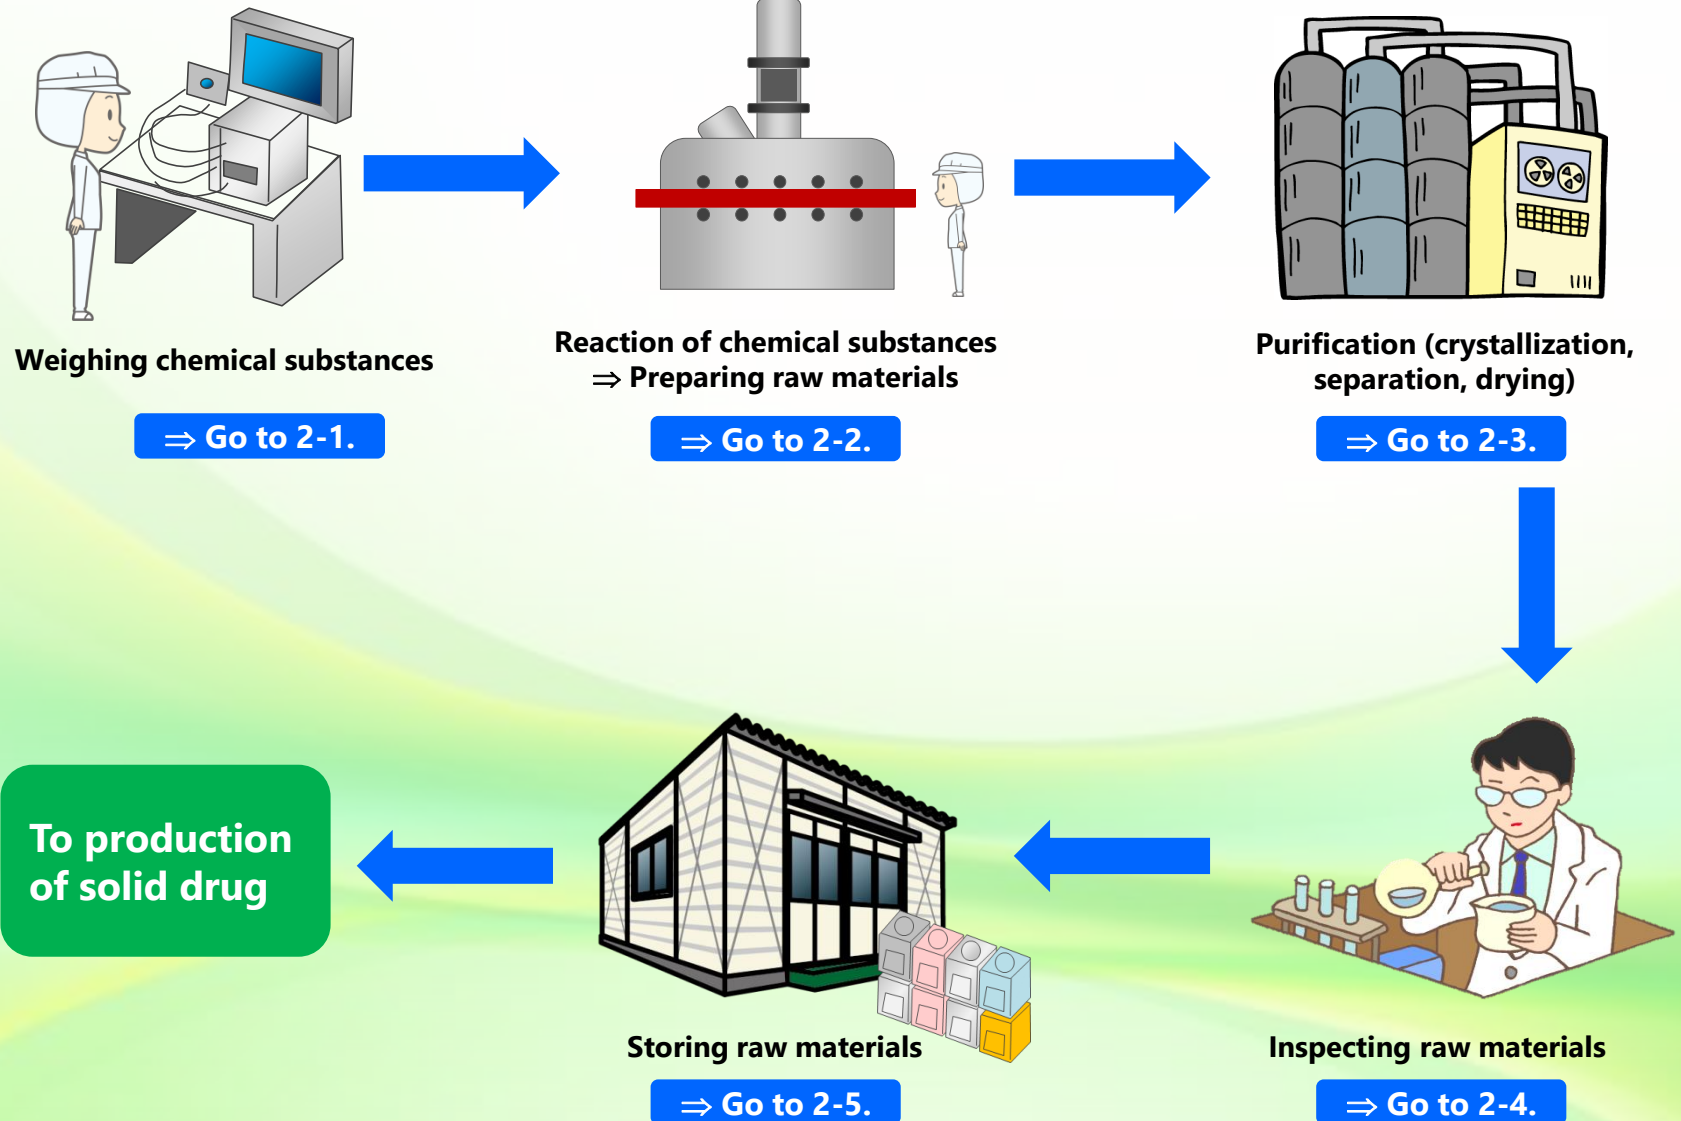 Weighing chemical substances
⇒ Go to 2-1.
Reaction of chemical substances
⇒ Preparing raw materials
⇒ Go to 2-2.
Purification (crystallization,
separation, drying)
⇒ Go to 2-3.
Inspecting raw materials
⇒ Go to 2-4.
Storing raw materials
⇒ Go to 2-5.
To production
of solid drug